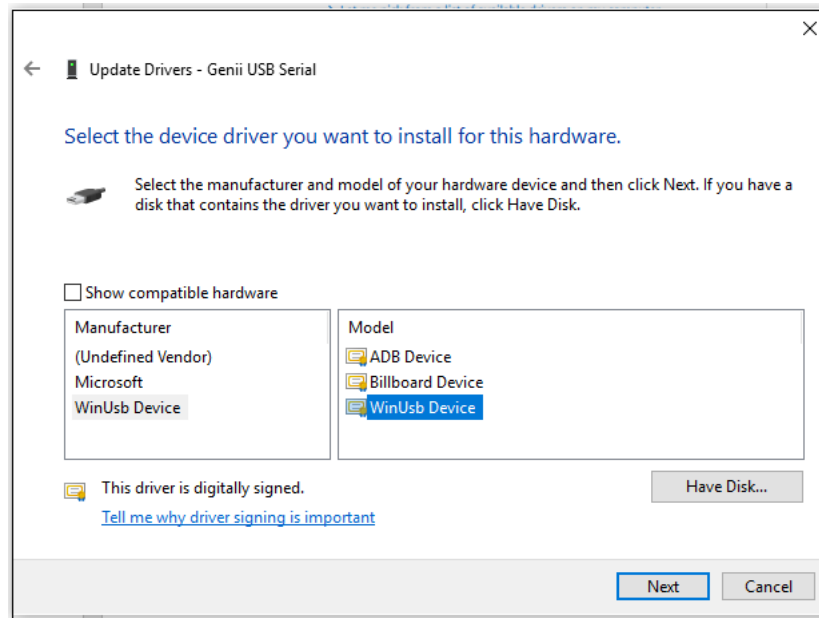 Update Drivers - Genii USB Serial
Select the device driver you want to install for this hardware.
Select the manufacturer and model of your hardware device and then click Next. If you have a
disk that contains the driver you want to install, click Have Disk.
Show compatible hardware
Manufacturer
(Undefined Vendor)
Microsoft
WinUsb Device
Model
ADB Device
Billboard Device
WinUsb Device
This driver is digitally signed.
Have Disk...
Tell me why driver signing is important
Next
Cancel